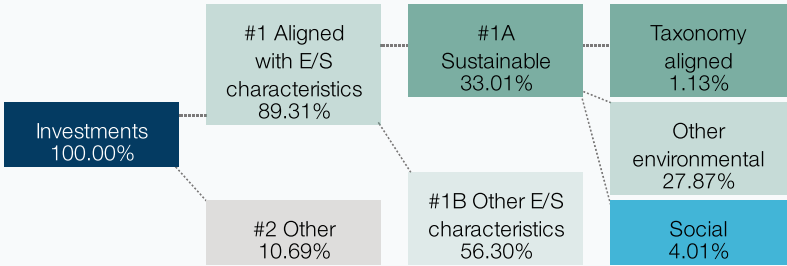 Investments
100.00%
#1 Aligned
with E/S
characteristics
89.31%
#2 Other
10.69%
#1A
Sustainable
33.01%
#1B Other E/S
characteristics
56.30%
Taxonomy
aligned
1.13%
Other
environmental
27.87%
Social
4.01%